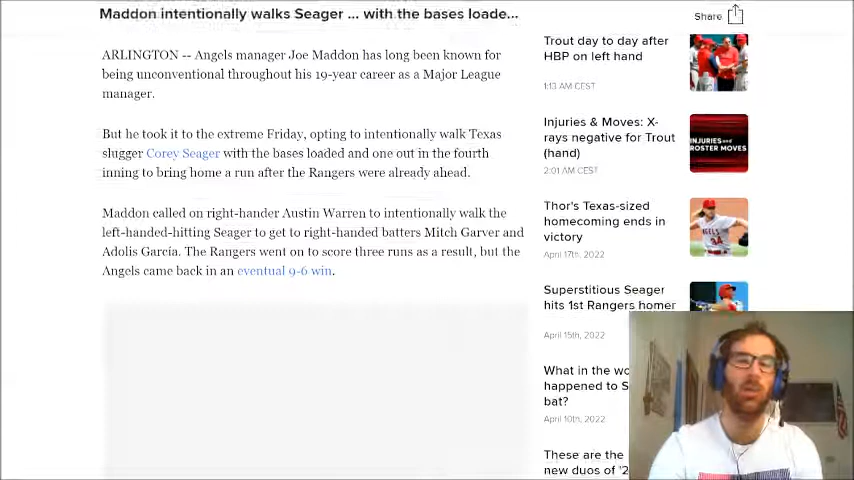 Maddon intentionally walks Seager ... with the bases loade...
Share
ARLINGTON -- Angels manager Joe Maddon has long been known for
being unconventional throughout his 19-year career as a Major League
manager.
But he took it to the extreme Friday, opting to intentionally walk Texas
slugger Corey Seager with the bases loaded and one out in the fourth
inning to bring home a run after the Rangers were already ahead.
Maddon called on right-hander Austin Warren to intentionally walk the
left-handed-hitting Seager to get to right-handed batters Mitch Garver and
Adolis García. The Rangers went on to score three runs as a result, but the
Angels came back in an eventual 9-6 win.
Trout day to day after
HBP on left hand
1:13 AM CEST
Injuries & Moves: X-
rays negative for Trout
(hand)
2:01 AM CEST
INJURIES and
ROSTER MOVES
Thor's Texas-sized
homecoming ends in
victory
April 17th, 2022
ANGELS
34
Superstitious Seager
hits 1st Rangers homer
April 15th, 2022
What in the wo
happened to S
bat?
April 10th, 2022
These are the
new duos of '2